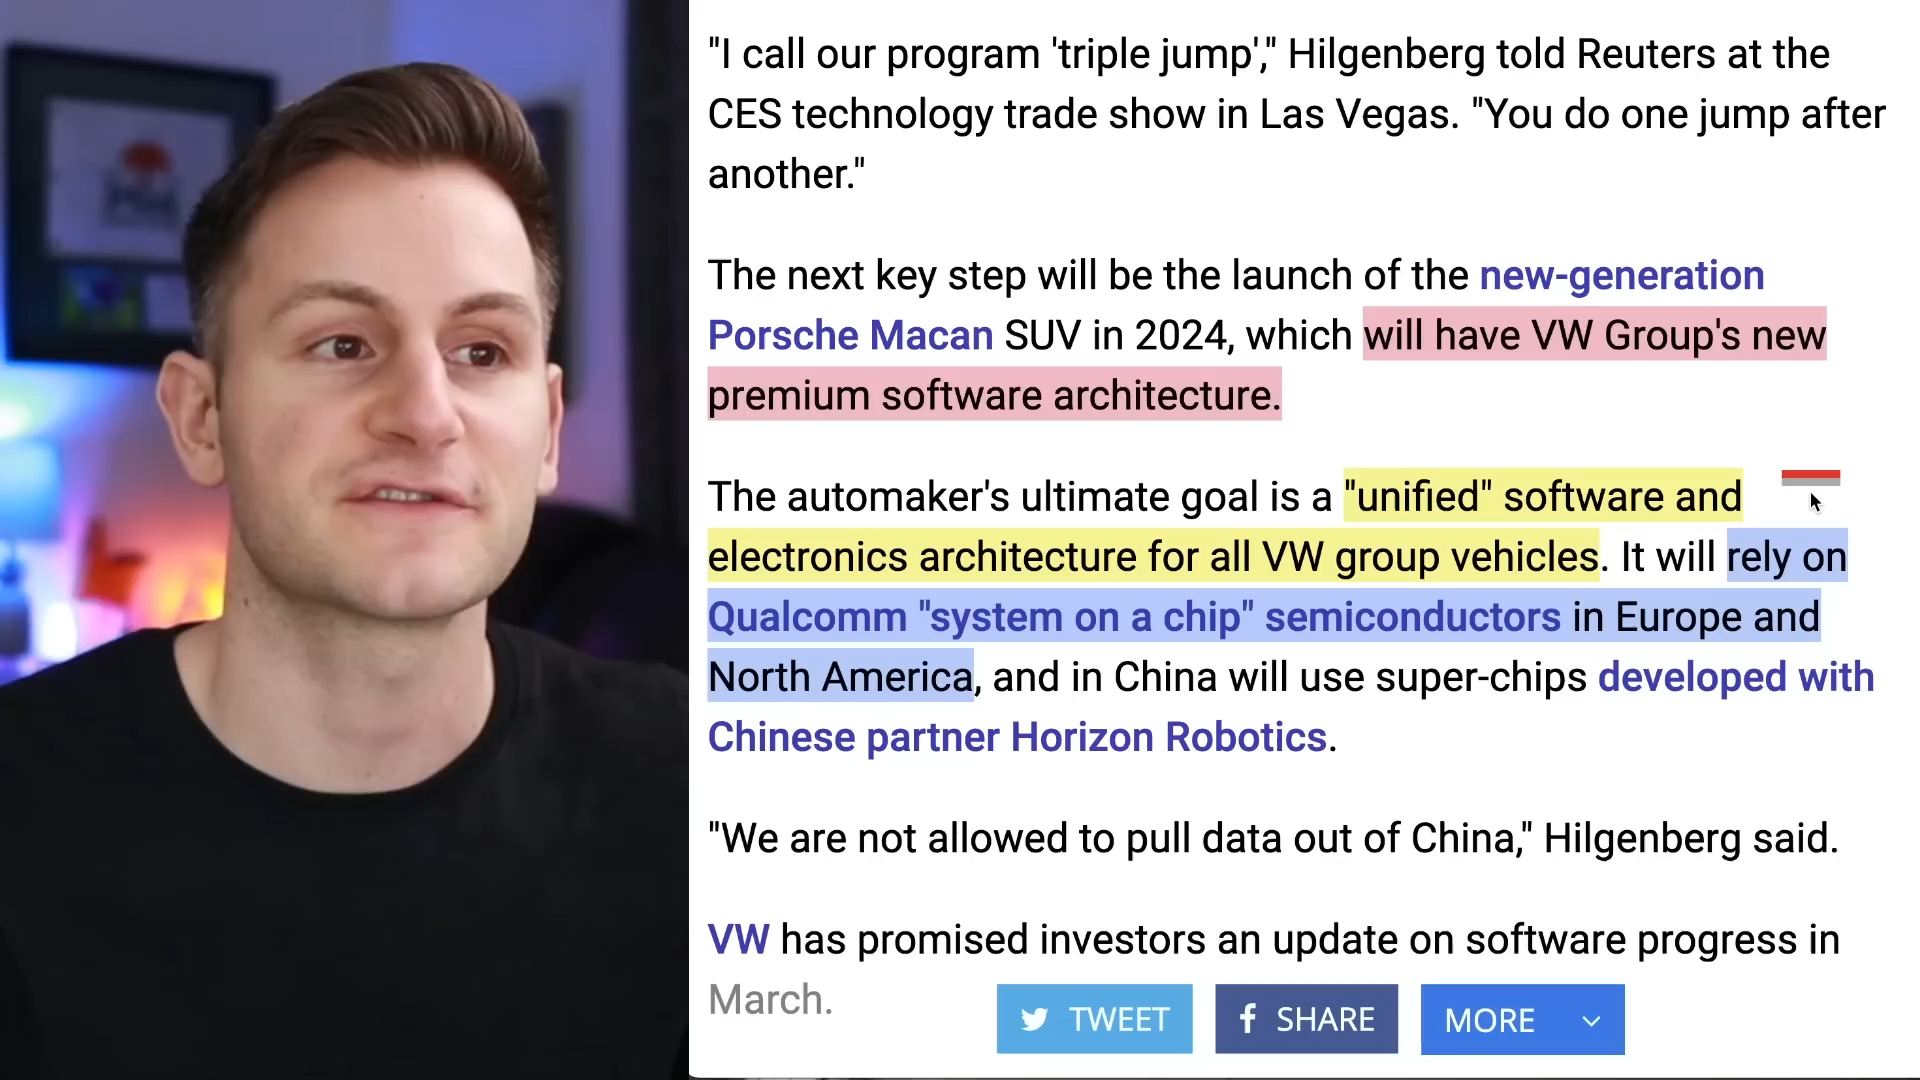 "I call our program 'triple jump'," Hilgenberg told Reuters at the
CES technology trade show in Las Vegas. "You do one jump after
another."
The next key step will be the launch of the new-generation
Porsche Macan SUV in 2024, which will have VW Group's new
premium software architecture.
The automaker's ultimate goal is a "unified" software and
electronics architecture for all VW group vehicles. It will rely on
Qualcomm "system on a chip" semiconductors in Europe and
North America, and in China will use super-chips developed with
Chinese partner Horizon Robotics.
"We are not allowed to pull data out of China," Hilgenberg said.
VW has promised investors an update on software progress in
March.
TWEET
SHARE
MORE